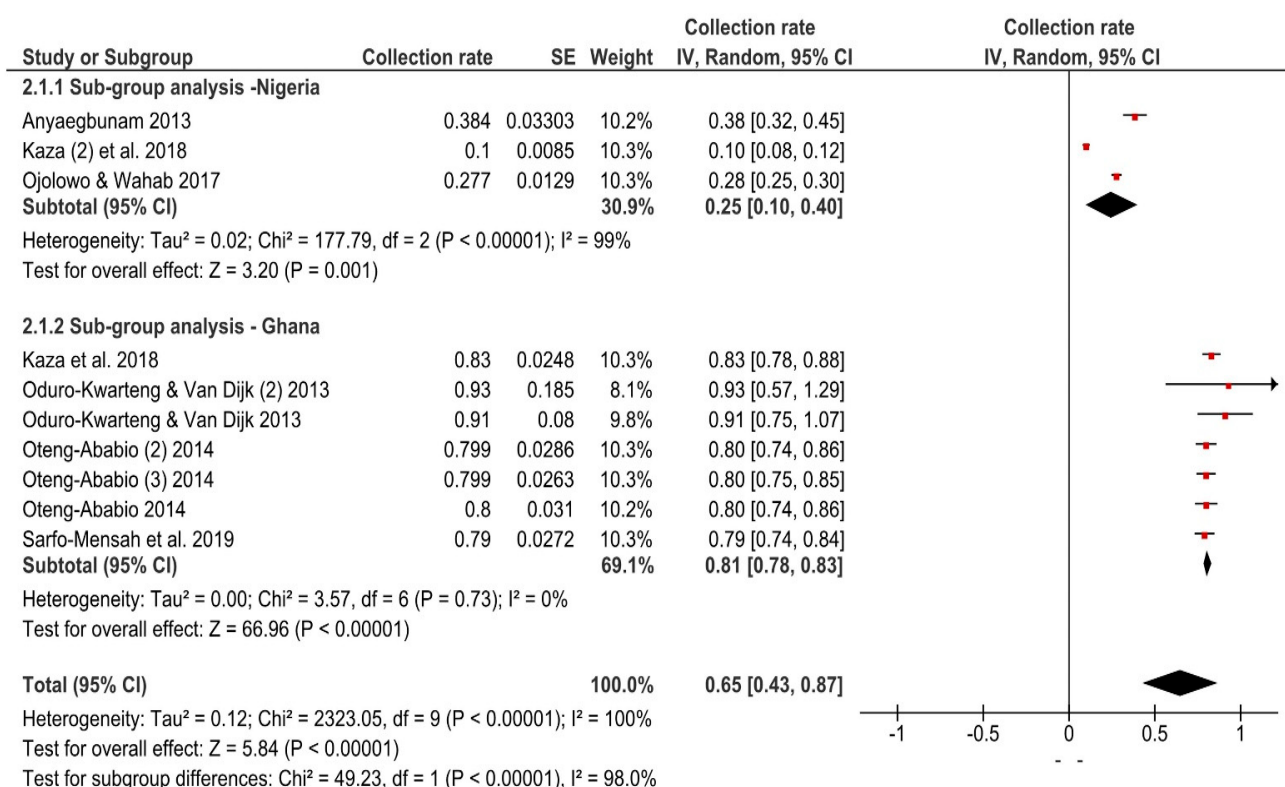 Collection rate Collection rate
Study or Subgroup Collection rate SE Weight IV, Random, 95% CI IV, Random, 95% CI
2.1.1 Sub-group analysis -Nigeria
Anyaegbunam 2013 0.384 0.03303 10.2% 0.38 [0.32, 0.45]
Kaza (2) et al. 2018 0.1 0.0085 10.3% 0.10 [0.08, 0.12]
Ojolowo & Wahab 2017 0.277 0.0129 10.3% 0.28 [0.25, 0.30]
Subtotal (95% CI) 30.9% 0.25 [0.10, 0.40]
Heterogeneity: Tau² = 0.02; Chi² = 177.79, df = 2 (P < 0.00001); I² = 99%
Test for overall effect: Z = 3.20 (P = 0.001)
2.1.2 Sub-group analysis - Ghana
Kaza et al. 2018 0.83 0.0248 10.3% 0.83 [0.78, 0.88]
Oduro-Kwarteng & Van Dijk (2) 2013 0.93 0.185 8.1% 0.93 [0.57, 1.29]
Oduro-Kwarteng & Van Dijk 2013 0.91 0.08 9.8% 0.91 [0.75, 1.07]
Oteng-Ababio (2) 2014 0.799 0.0286 10.3% 0.80 [0.74, 0.86]
Oteng-Ababio (3) 2014 0.799 0.0263 10.3% 0.80 [0.75, 0.85]
Oteng-Ababio 2014 0.8 0.031 10.2% 0.80 [0.74, 0.86]
Sarfo-Mensah et al. 2019 0.79 0.0272 10.3% 0.79 [0.74, 0.84]
Subtotal (95% CI) 69.1% 0.81 [0.78, 0.83]
Heterogeneity: Tau² = 0.00; Chi² = 3.57, df = 6 (P = 0.73); I² = 0%
Test for overall effect: Z = 66.96 (P < 0.00001)
Total (95% CI) 100.0% 0.65 [0.43, 0.87]
Heterogeneity: Tau² = 0.12; Chi² = 2323.05, df = 9 (P < 0.00001); I² = 100%
Test for overall effect: Z = 5.84 (P < 0.00001)
Test for subgroup differences: Chi² = 49.23, df = 1 (P < 0.00001), I² = 98.0%
-1 -0.5 0 0.5 1
- -